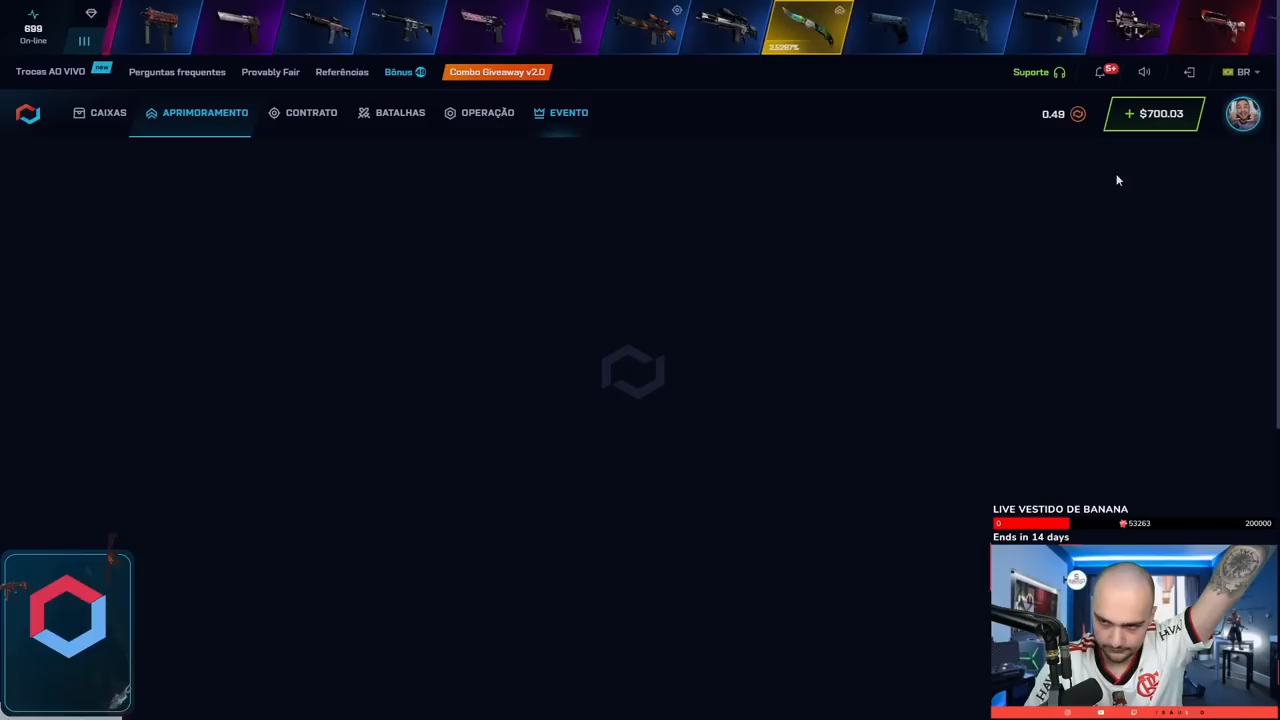 699
On-line
2.5297%
Trocas AO VIVO new
Perguntas frequentes
Provably Fair
Referências
Bônus
Combo Giveaway v2.0
Suporte
5+
BR
CAIXAS
APRIMORAMENTO
CONTRATO
BATALHAS
OPERAÇÃO
EVENTO
0.49
+ $700.03
LIVE VESTIDO DE BANANA
0 53263 200000
Ends in 14 days